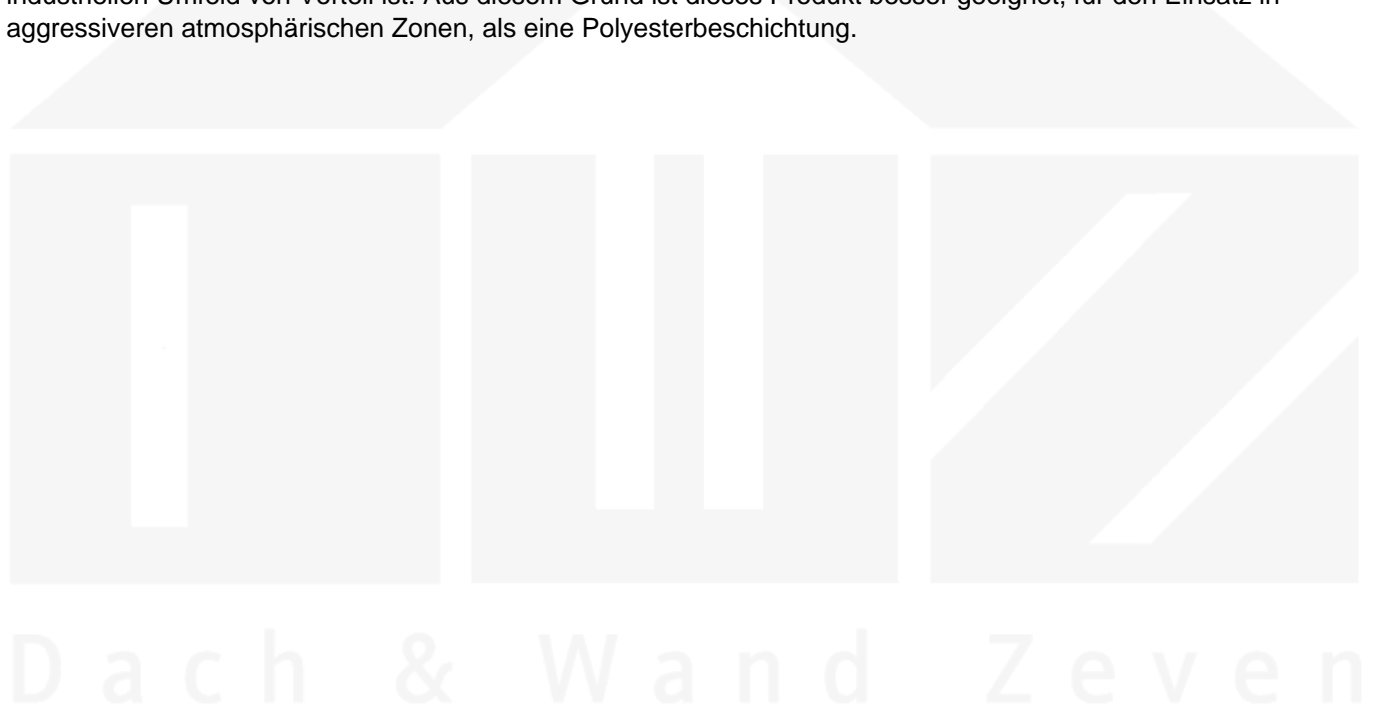 industriellen Umfeld von Vorteil ist. Aus diesem Grund ist dieses Produkt besser geeignet, für den Einsatz in
aggressiveren atmosphärischen Zonen, als eine Polyesterbeschichtung.
Dach & Wand Zeven